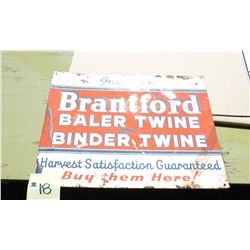 Brantford
BALER TWINE
BINDER TWINE
Harvest Satisfaction Guaranteed
Buy them Here!
18